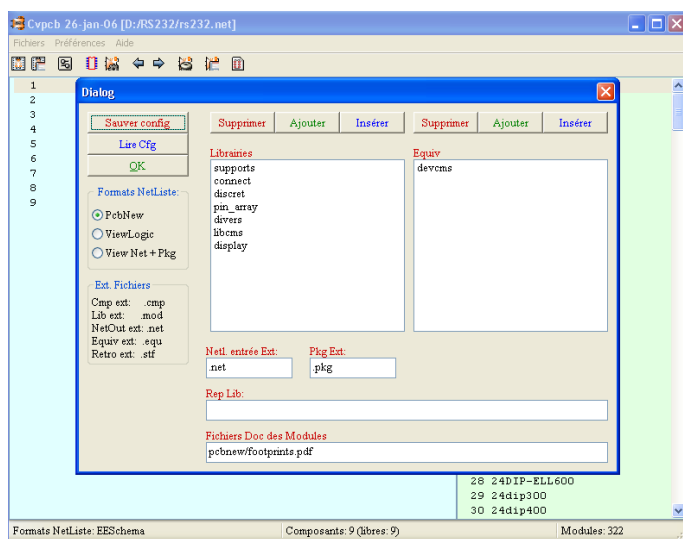 Cvpcb 26-jan-06 [D:/RS232/rs232.net]
Fichiers Préférences Aide
1
2
3
4
5
6
7
8
9
Dialog
Sauver config
Lire Cfg
OK
Formats NetListe:
PcbNew
ViewLogic
View Net + Pkg
Ext. Fichiers
Cmp ext: .cmp
Lib ext: .mod
NetOut ext: .net
Equiv ext: .equ
Retro ext: .stf
Supprimer Ajouter Insérer
Librairies
supports
connect
discret
pin_array
divers
libcms
display
Supprimer Ajouter Insérer
Equiv
devcms
Netl. entrée Ext: Pkg Ext:
.net .pkg
Rep Lib:
Fichiers Doc des Modules
pcbnew/footprints.pdf
28 24DIP-ELL600
29 24dip300
30 24dip400
Formats NetListe: EESchema Composants: 9 (libres: 9) Modules: 322